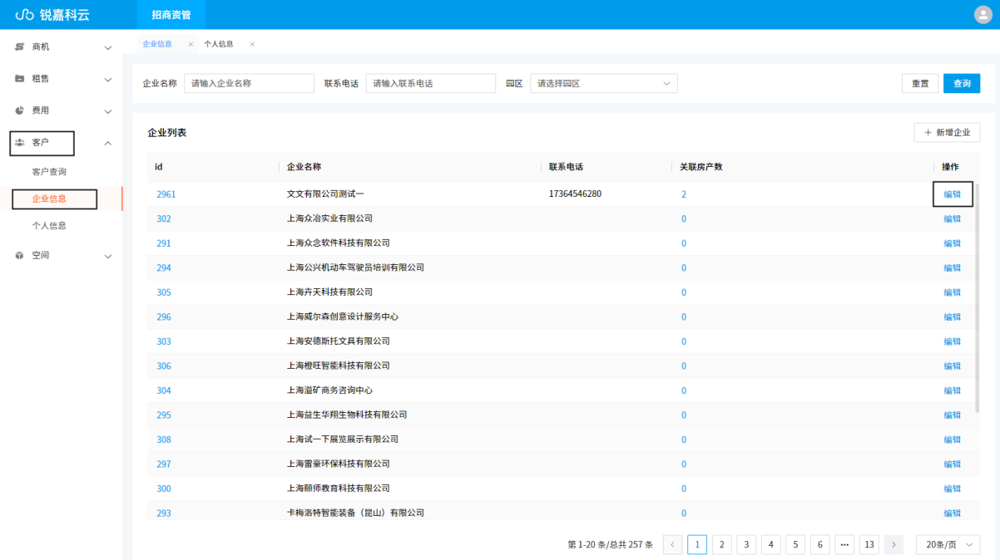 锐嘉科云 招商资管
商机
租售
费用
客户
客户查询
企业信息
个人信息
空间
企业信息 × 个人信息 ×
企业名称 请输入企业名称 联系电话 请输入联系电话 园区 请选择园区 重置 查询
企业列表 + 新增企业
id 企业名称 联系电话 关联房产数 操作
2961 文文有限公司测试一 17364546280 2 编辑
302 上海众冶实业有限公司 0 编辑
291 上海众念软件科技有限公司 0 编辑
294 上海公兴机动车驾驶员培训有限公司 0 编辑
305 上海卉天科技有限公司 0 编辑
296 上海威尔森创意设计服务中心 0 编辑
303 上海安德斯托文具有限公司 0 编辑
306 上海橙旺智能科技有限公司 0 编辑
304 上海溢矿商务咨询中心 0 编辑
295 上海益生华翔生物科技有限公司 0 编辑
308 上海试一下展览展示有限公司 0 编辑
297 上海雷豪环保科技有限公司 0 编辑
300 上海颐师教育科技有限公司 0 编辑
293 卡梅洛特智能装备（昆山）有限公司 0 编辑
第 1-20 条/总共 257 条 < 1 2 3 4 5 6 ••• 13 > 20条/页